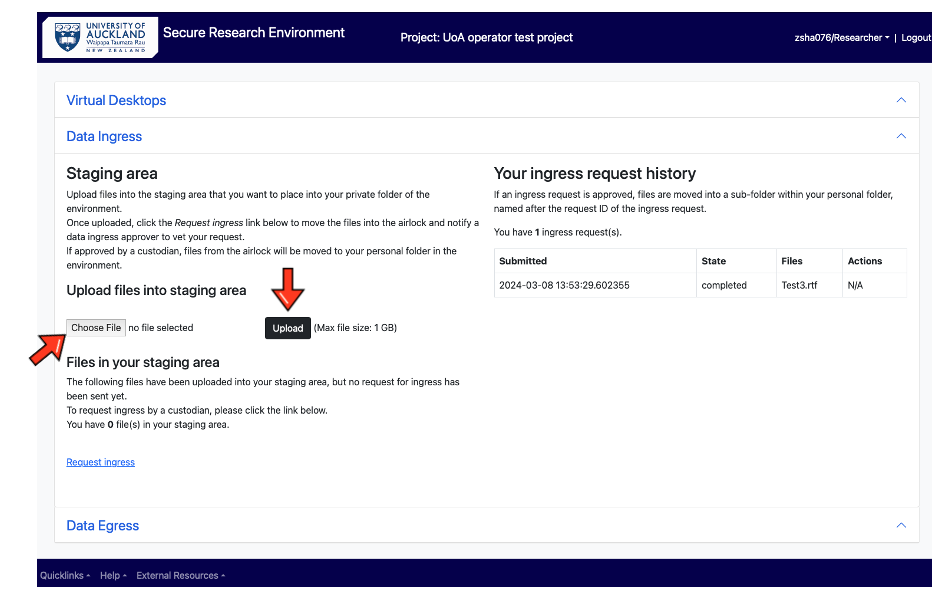 UNIVERSITY OF
AUCKLAND
Waipapa Taumata Rau
NEW ZEALAND
Secure Research Environment
Project: UoA operator test project
zsha076/Researcher | Logout
Virtual Desktops
Data Ingress
Staging area
Upload files into the staging area that you want to place into your private folder of the
environment.
Once uploaded, click the Request ingress link below to move the files into the airlock and notify a
data ingress approver to vet your request.
If approved by a custodian, files from the airlock will be moved to your personal folder in the
environment.
Upload files into staging area
Choose File no file selected
Upload (Max file size: 1 GB)
Files in your staging area
The following files have been uploaded into your staging area, but no request for ingress has
been sent yet.
To request ingress by a custodian, please click the link below.
You have 0 file(s) in your staging area.
Request ingress
Your ingress request history
If an ingress request is approved, files are moved into a sub-folder within your personal folder,
named after the request ID of the ingress request.
You have 1 ingress request(s).
Submitted State Files Actions
2024-03-08 13:53:29.602355 completed Test3.rtf N/A
Data Egress
Quicklinks Help External Resources